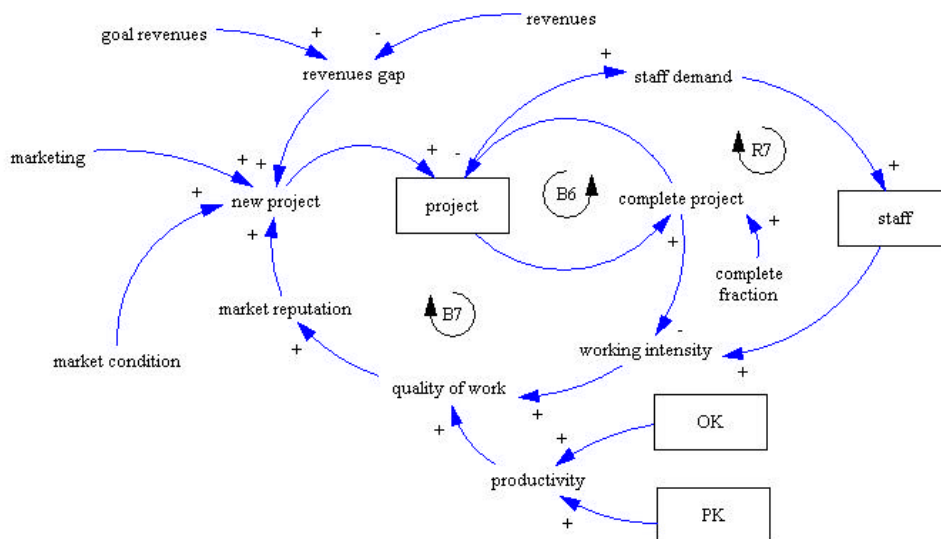 revenues
goal revenues
+
-
revenues gap
+
staff demand
marketing
+
+
+
-
R7
+
+
new project
project
B6
complete project
staff
+
+
+
complete
fraction
market reputation
B7
market condition
+
-
working intensity
+
quality of work
+
+
+
OK
productivity
+
PK